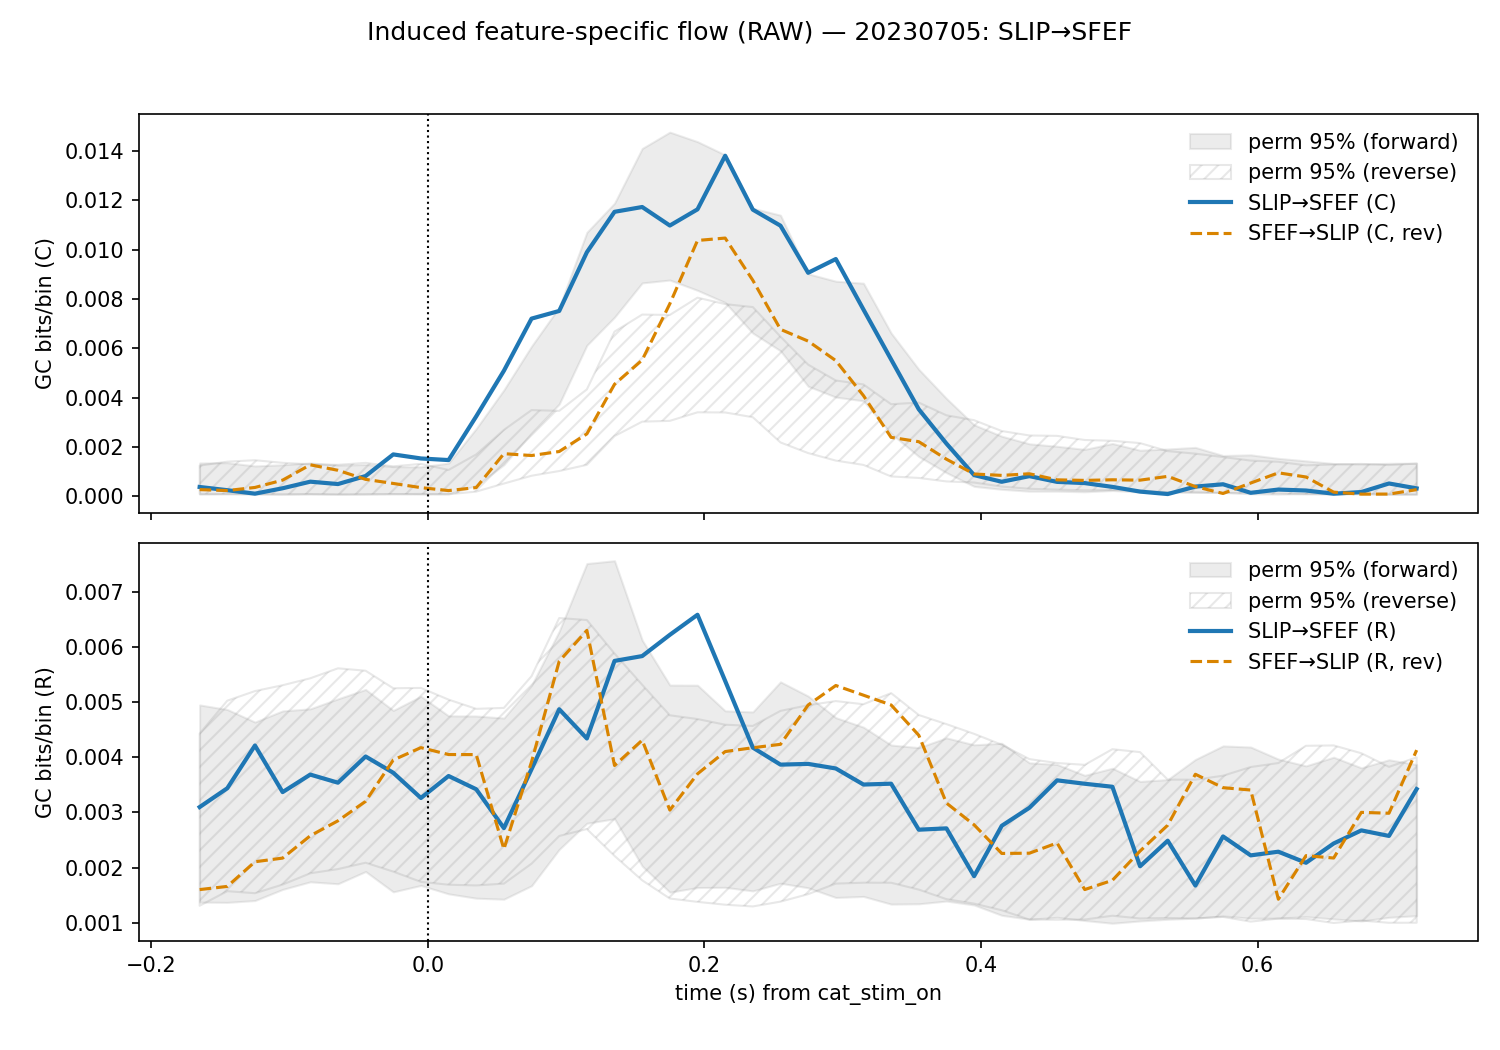 Induced feature-specific flow (RAW) — 20230705: SLIP→SFEF
GC bits/bin (C)
0.014
0.012
0.010
0.008
0.006
0.004
0.002
0.000
perm 95% (forward)
perm 95% (reverse)
SLIP→SFEF (C)
SFEF→SLIP (C, rev)
GC bits/bin (R)
0.007
0.006
0.005
0.004
0.003
0.002
0.001
perm 95% (forward)
perm 95% (reverse)
SLIP→SFEF (R)
SFEF→SLIP (R, rev)
−0.2 0.0 0.2 0.4 0.6
time (s) from cat_stim_on